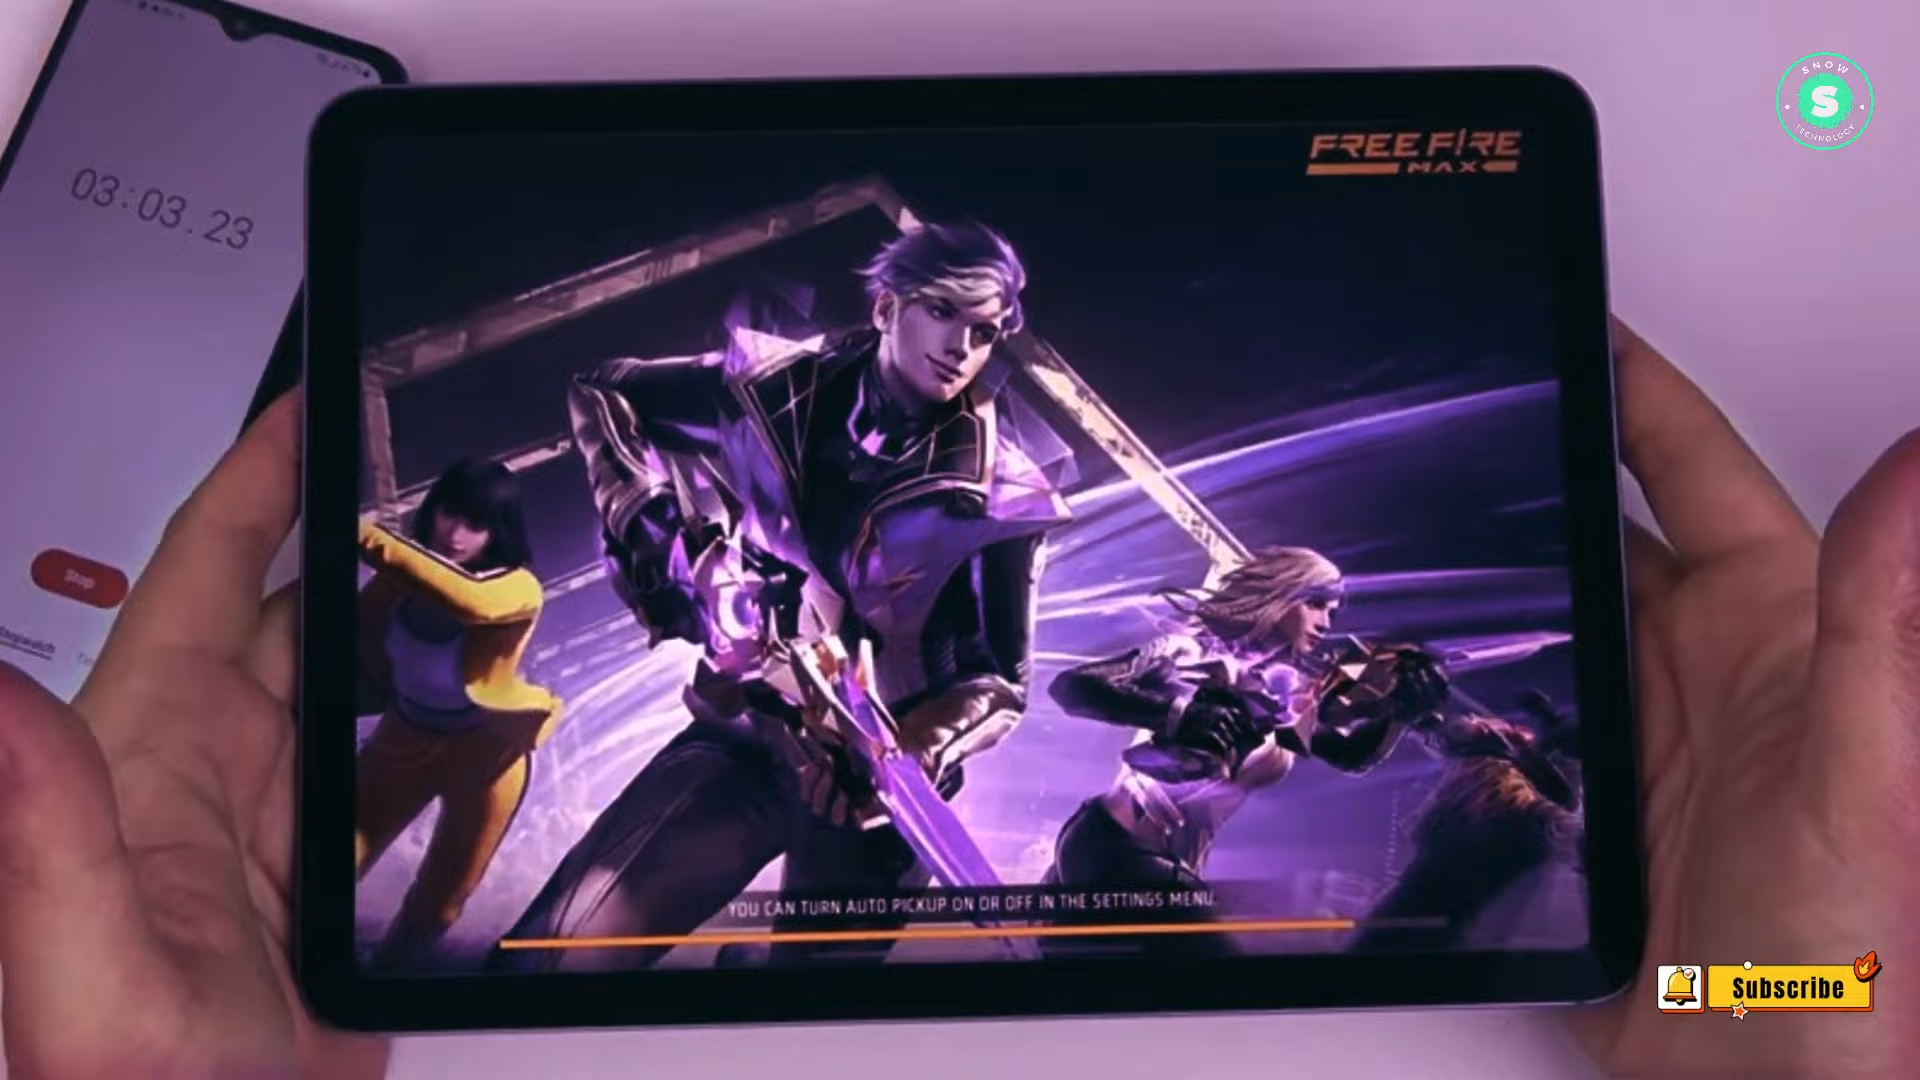 SNOW
S
TECHNOLOGY
FREE FIRE
MAX
03:03.23
Stop
Stopwatch
YOU CAN TURN AUTO PICKUP ON OR OFF IN THE SETTINGS MENU.
Subscribe